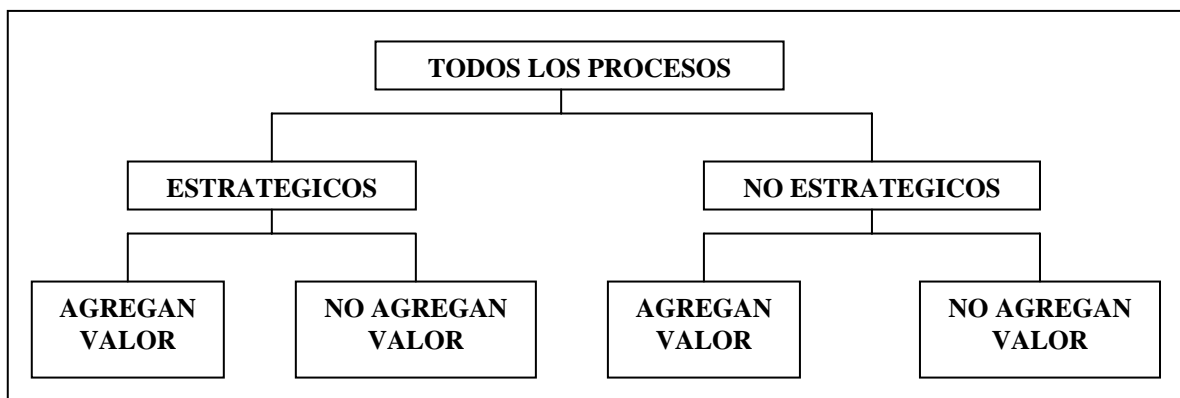 TODOS LOS PROCESOS
ESTRATEGICOS
NO ESTRATEGICOS
AGREGAN
VALOR
NO AGREGAN
VALOR
AGREGAN
VALOR
NO AGREGAN
VALOR